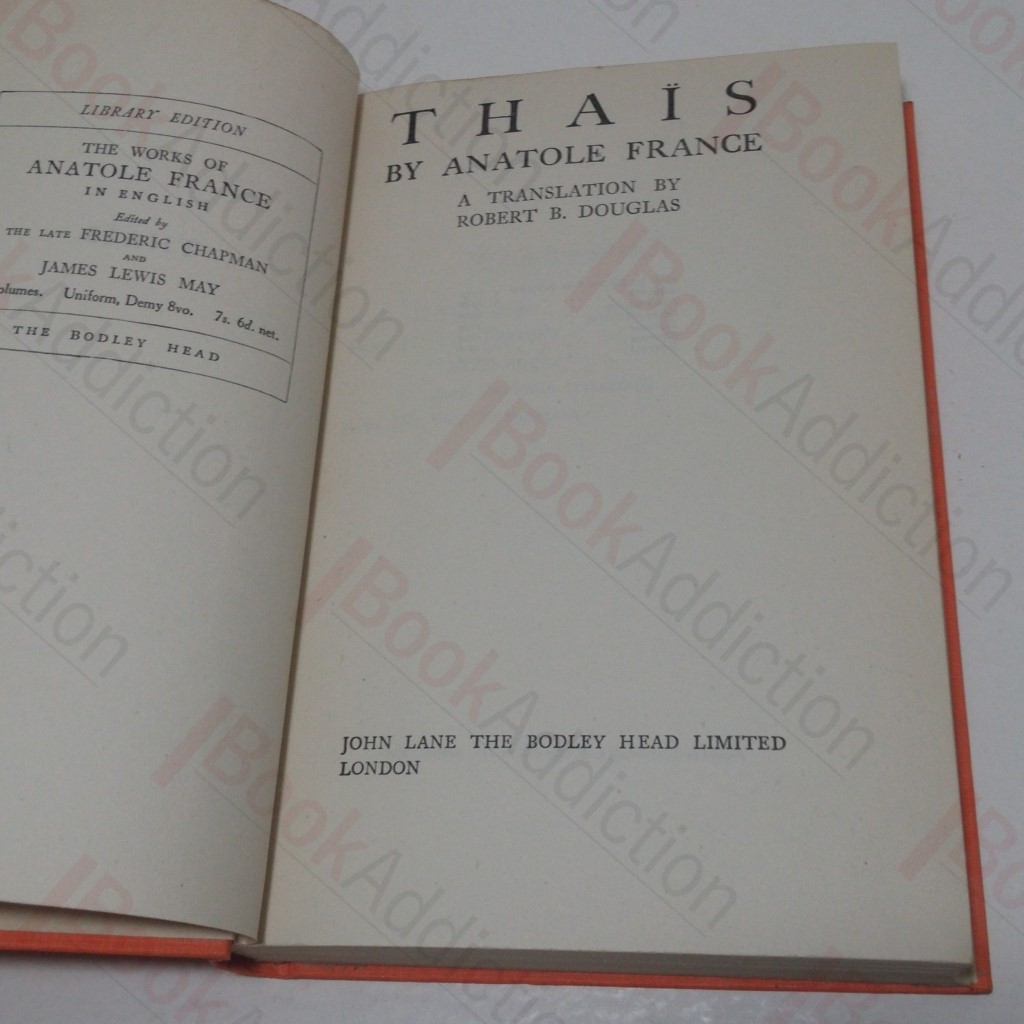 LIBRARY EDITION
THE WORKS OF
ANATOLE FRANCE
IN ENGLISH
Edited by
THE LATE FREDERIC CHAPMAN
AND
JAMES LEWIS MAY
Uniform, Demy 8vo. 7s. 6d. net.
THE BODLEY HEAD
THAÏS
BY ANATOLE FRANCE
A TRANSLATION BY
ROBERT B. DOUGLAS
JOHN LANE THE BODLEY HEAD LIMITED
LONDON
BookAddiction